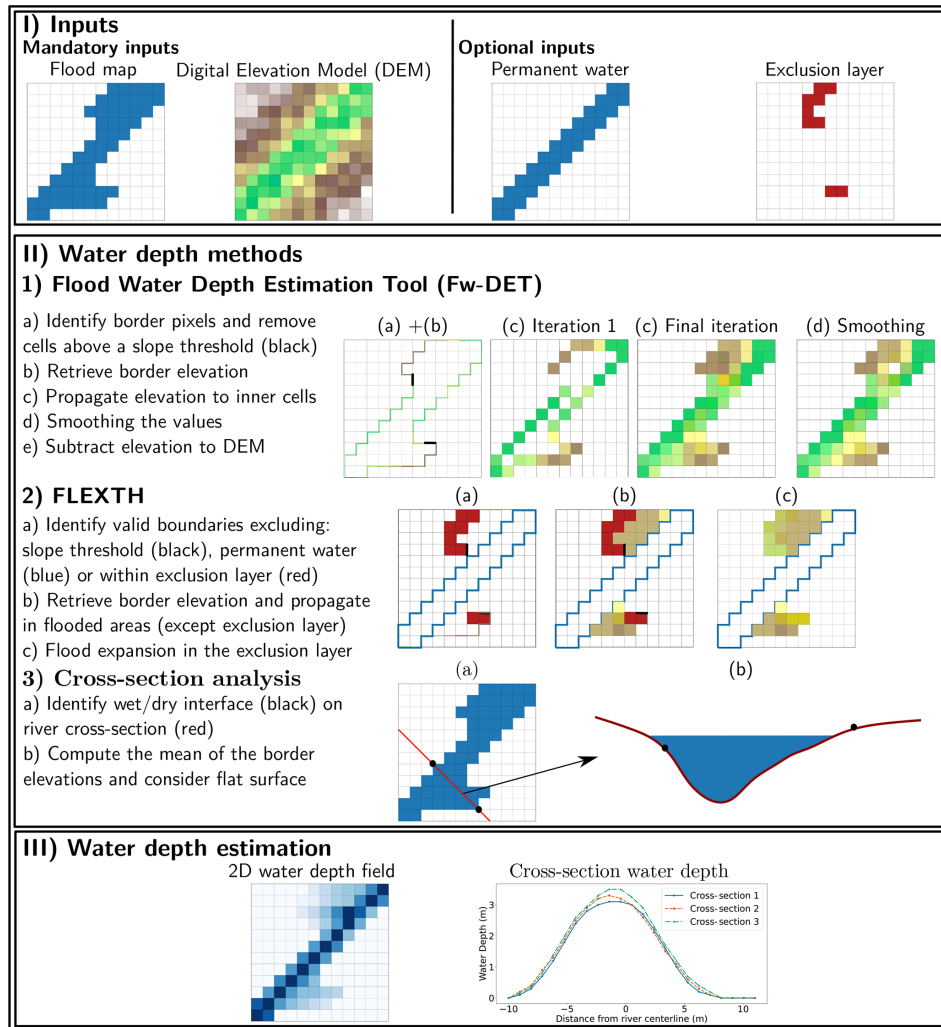 I) Inputs
Mandatory inputs
Optional inputs
Flood map
Digital Elevation Model (DEM)
Permanent water
Exclusion layer
II) Water depth methods
1) Flood Water Depth Estimation Tool (Fw-DET)
a) Identify border pixels and remove
cells above a slope threshold (black)
b) Retrieve border elevation
c) Propagate elevation to inner cells
d) Smoothing the values
e) Subtract elevation to DEM
(a) +(b)
(c) Iteration 1
(c) Final iteration
(d) Smoothing
2) FLEXTH
a) Identify valid boundaries excluding:
slope threshold (black), permanent water
(blue) or within exclusion layer (red)
b) Retrieve border elevation and propagate
in flooded areas (except exclusion layer)
c) Flood expansion in the exclusion layer
(a)
(b)
(c)
3) Cross-section analysis
a) Identify wet/dry interface (black) on
river cross-section (red)
b) Compute the mean of the border
elevations and consider flat surface
(a)
(b)
III) Water depth estimation
2D water depth field
Cross-section water depth
Water Depth (m)
3
2
1
0
Cross-section 1
Cross-section 2
Cross-section 3
−10 −5 0 5 10
Distance from river centerline (m)